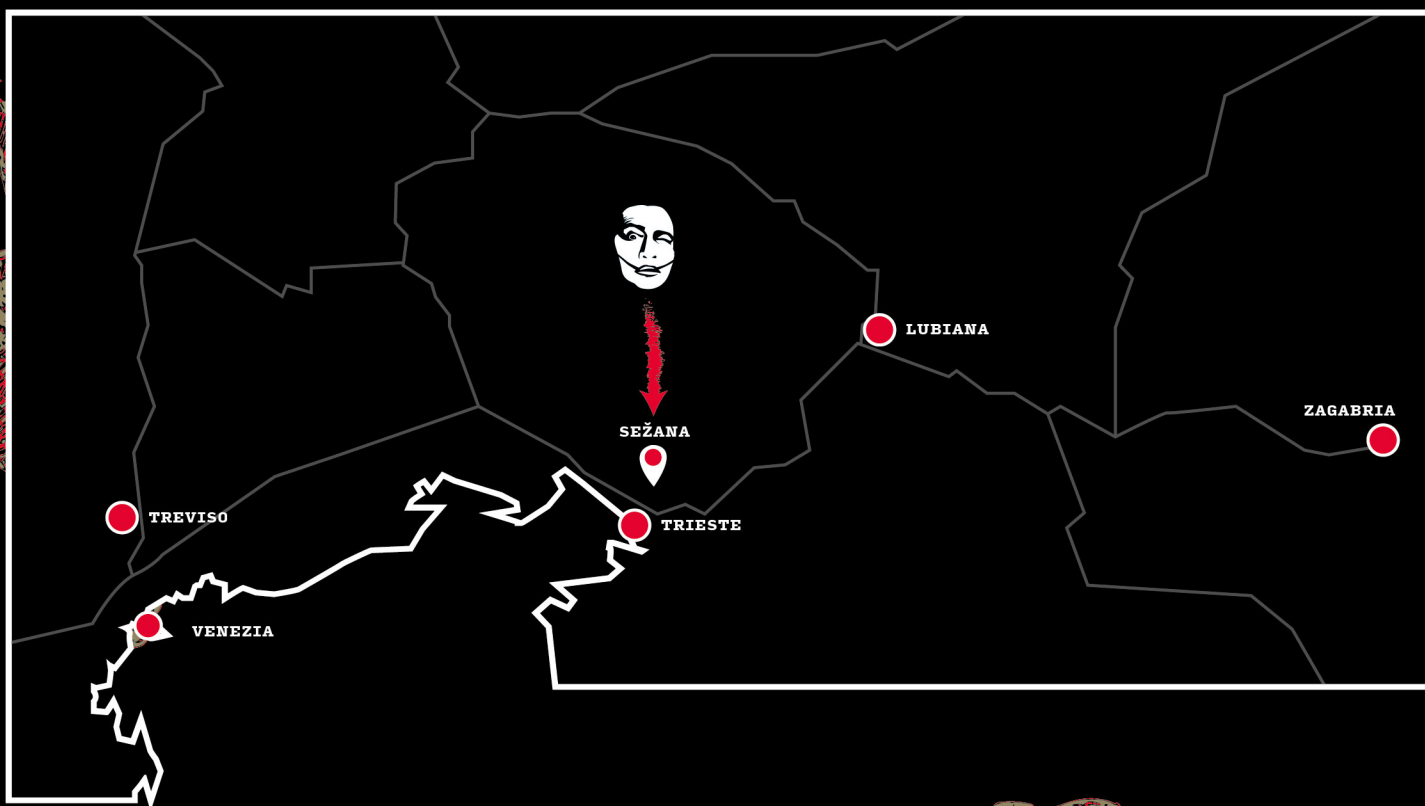 LUBIANA
ZAGABRIA
SEŽANA
TREVISO
TRIESTE
VENEZIA